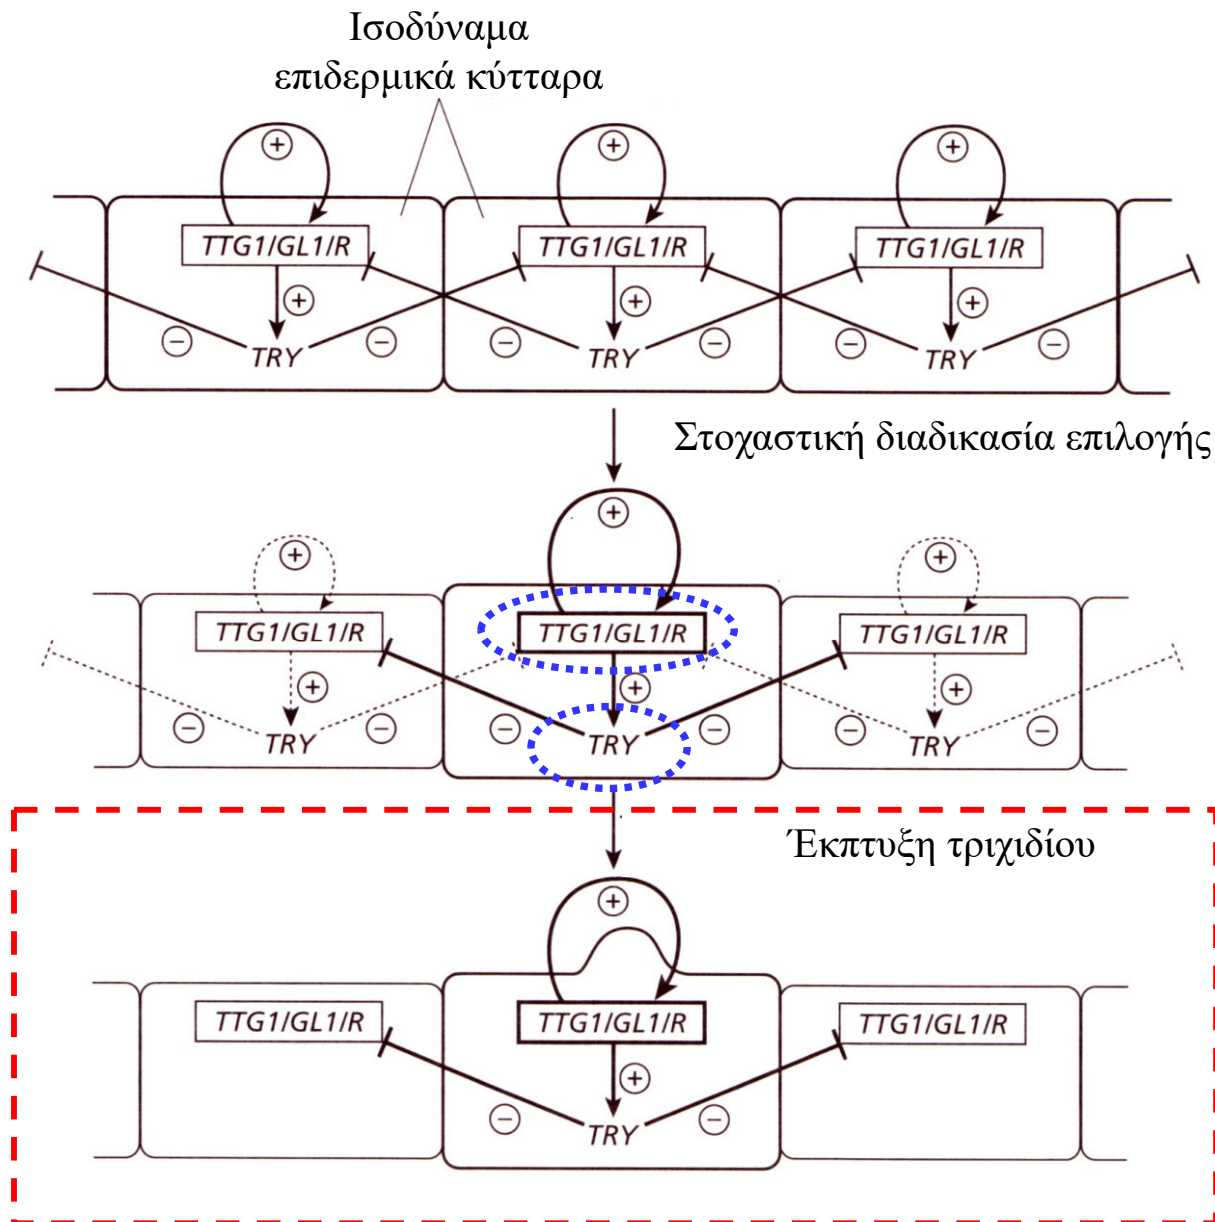 Ισοδύναμα
επιδερμικά κύτταρα
+ + +
TTG1/GL1/R TTG1/GL1/R TTG1/GL1/R
+ + +
− − − − − −
TRY TRY TRY
Στοχαστική διαδικασία επιλογής
+
+ +
TTG1/GL1/R TTG1/GL1/R TTG1/GL1/R
+ + +
− − − − − −
TRY TRY TRY
Έκπτυξη τριχιδίου
+
TTG1/GL1/R TTG1/GL1/R TTG1/GL1/R
+
− −
TRY